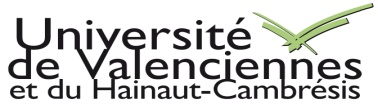 Université
de Valenciennes
et du Hainaut-Cambrésis